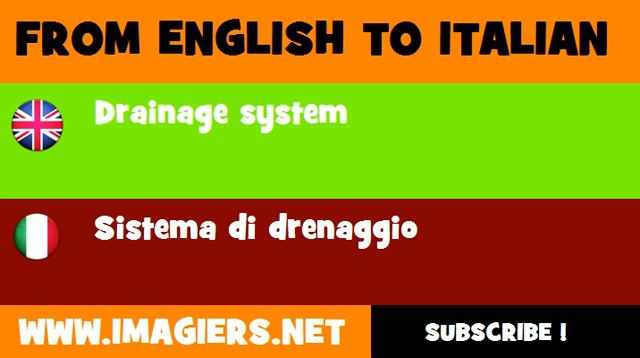 FROM ENGLISH TO ITALIAN
Drainage system
Sistema di drenaggio
WWW.IMAGIERS.NET
SUBSCRIBE !